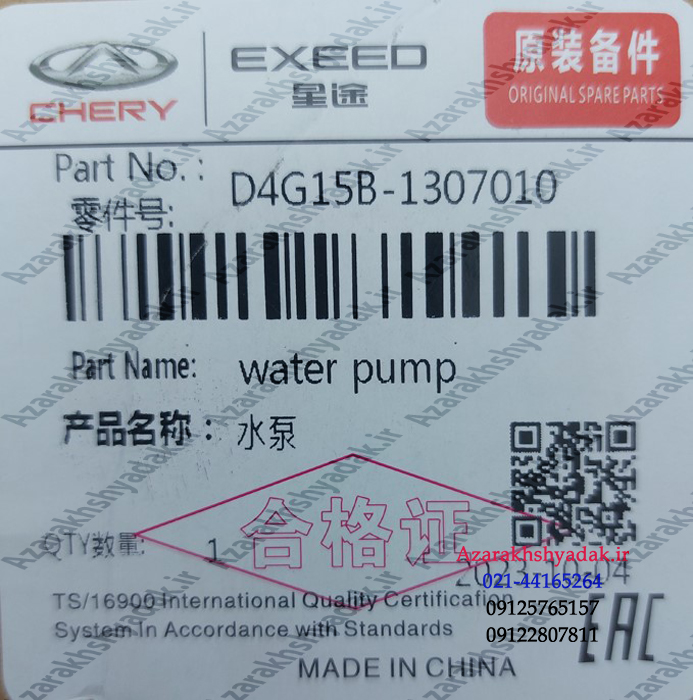 CHERY
EXEED
星途
原装备件
ORIGINAL SPARE PARTS
Part No. : D4G15B-1307010
零件号:
Part Name: water pump
产品名称： 水泵
QTY数量: 1
合格证
Azarakhshyadak.ir
021-44165264
09125765157
09122807811
TS/16900 International Quality Certification
System In Accordance with Standards
EAC
MADE IN CHINA